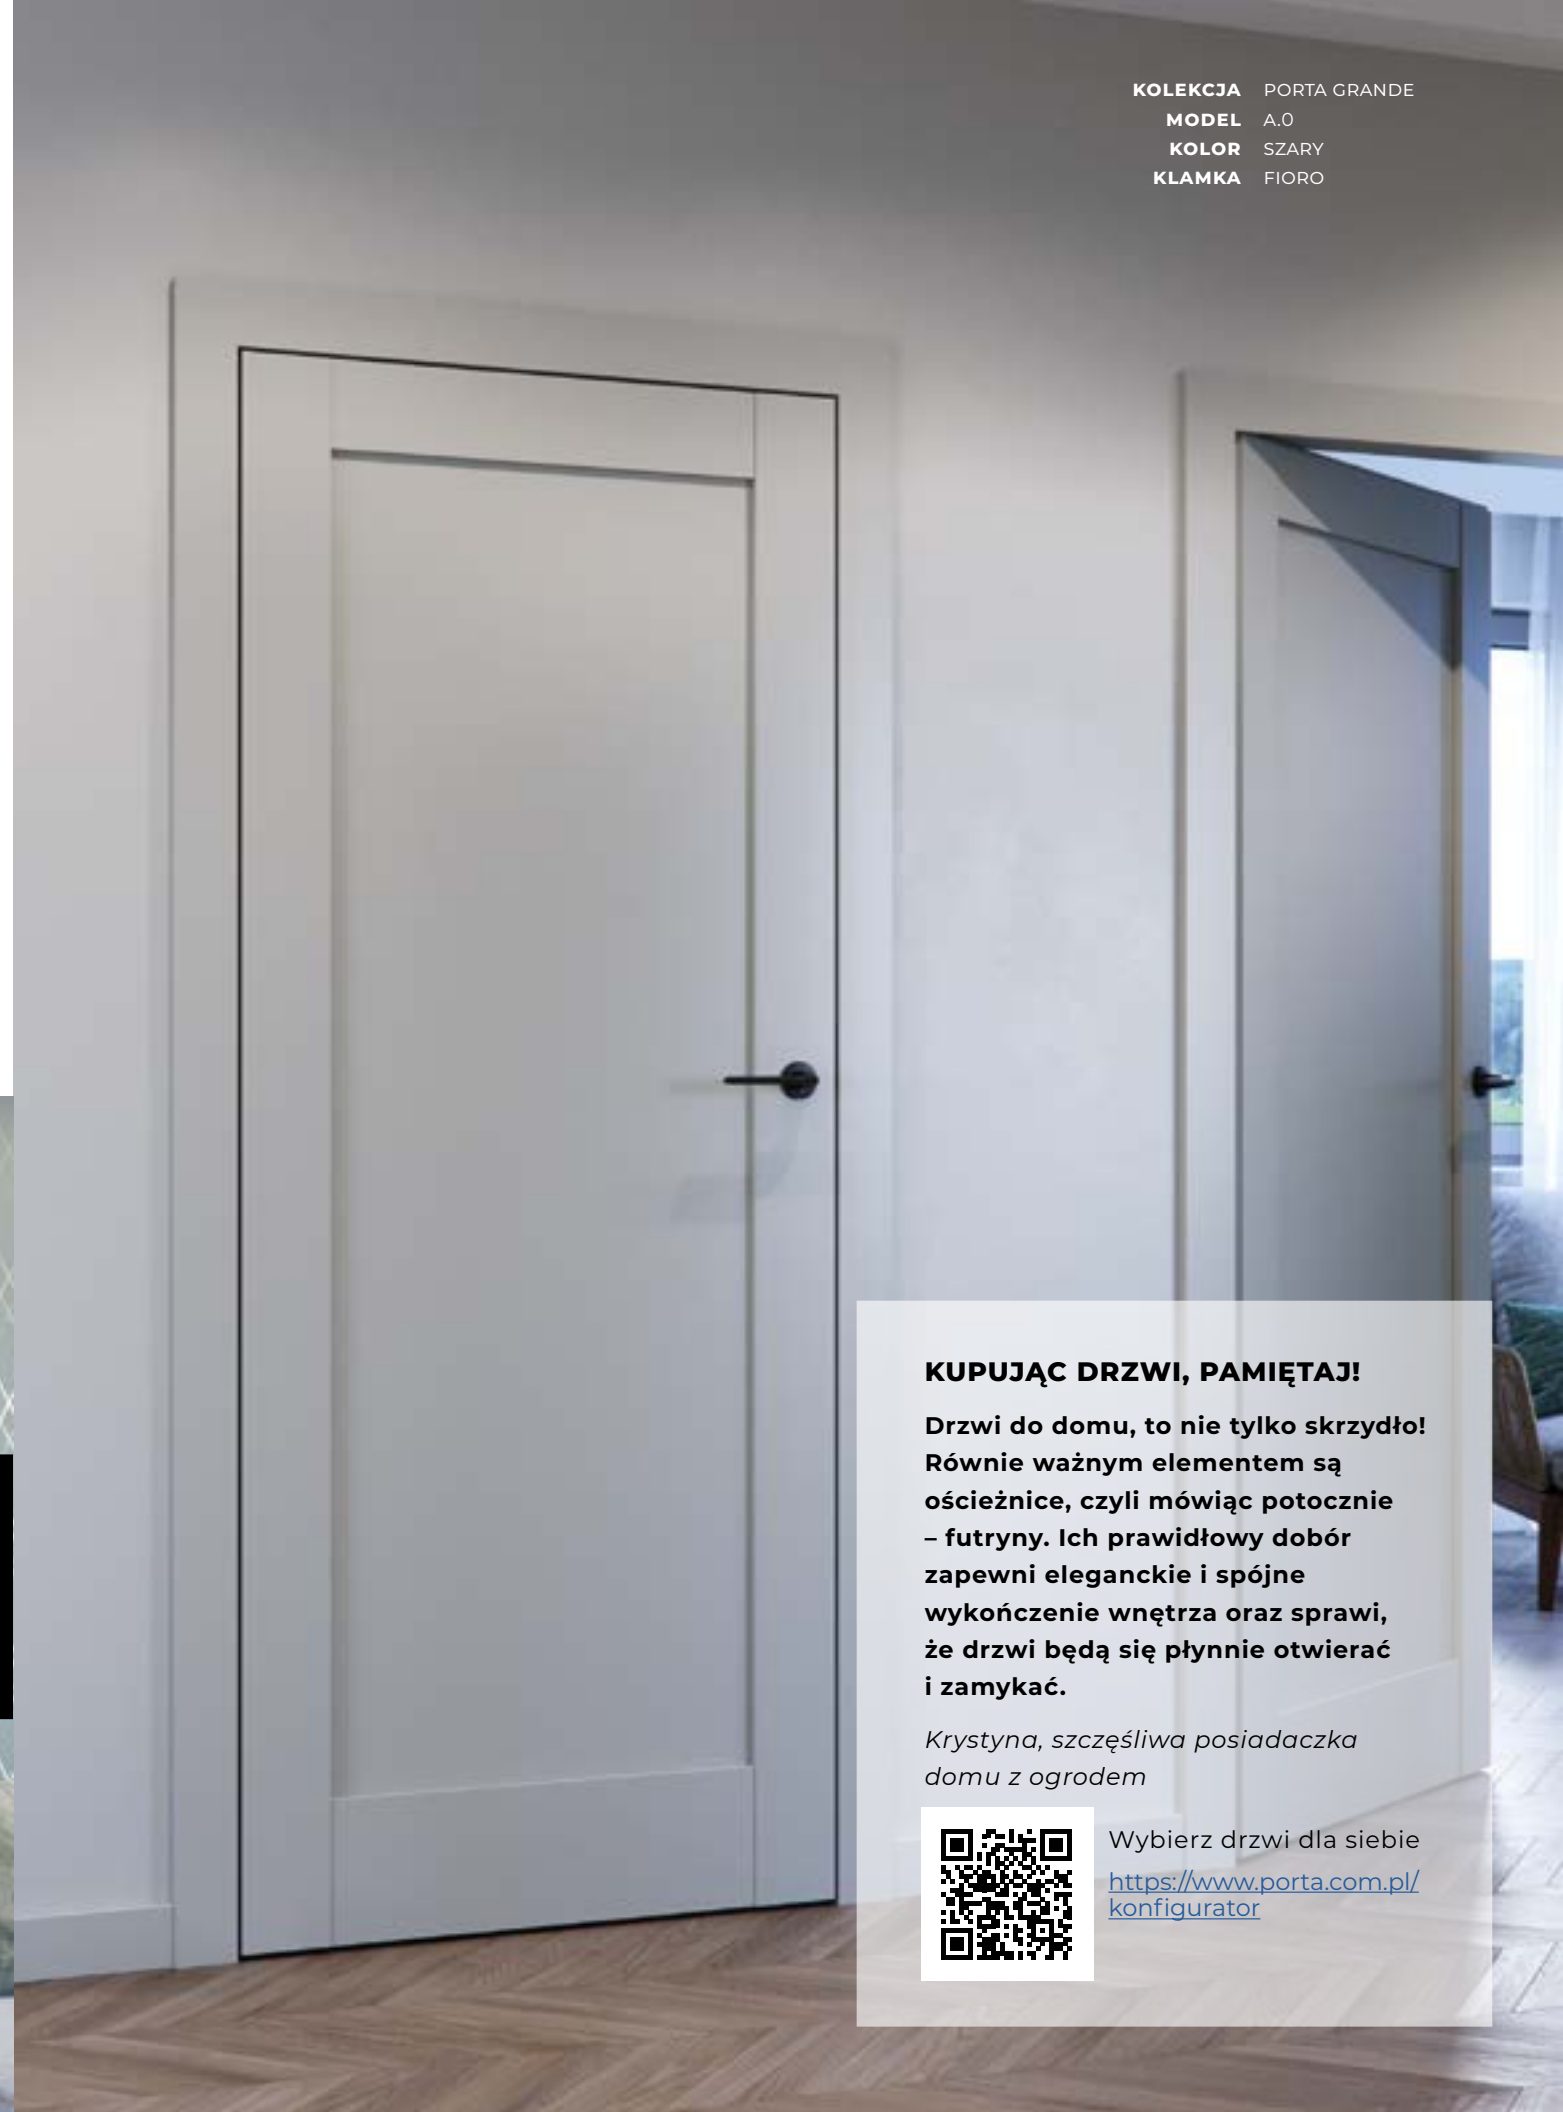 KOLEKCJA PORTA GRANDE
MODEL A.0
KOLOR SZARY
KLAMKA FIORO
KUPUJĄC DRZWI, PAMIĘTAJ!
Drzwi do domu, to nie tylko skrzydło!
Równie ważnym elementem są
ościeżnice, czyli mówiąc potocznie
– futryny. Ich prawidłowy dobór
zapewni eleganckie i spójne
wykończenie wnętrza oraz sprawi,
że drzwi będą się płynnie otwierać
i zamykać.
Krystyna, szczęśliwa posiadaczka
domu z ogrodem
Wybierz drzwi dla siebie
https://www.porta.com.pl/
konfigurator